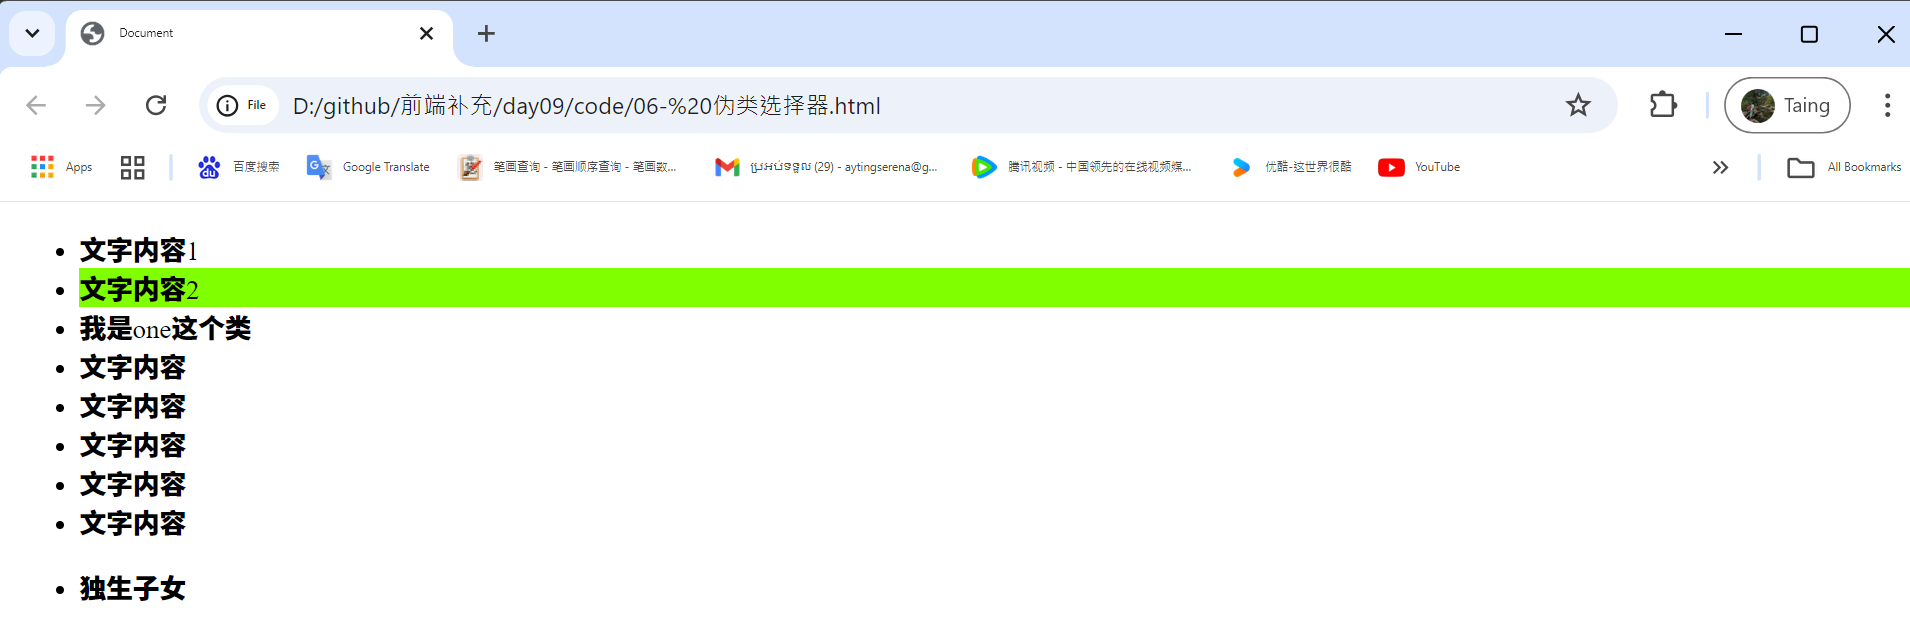 Document
File
D:/github/前端补充/day09/code/06-%20伪类选择器.html
Taing
Apps
百度搜索
Google Translate
笔画查询 - 笔画顺序查询 - 笔画数...
ប្រអប់ទទួល (29) - aytingserena@g...
腾讯视频 - 中国领先的在线视频媒...
优酷-这世界很酷
YouTube
All Bookmarks
文字内容1
文字内容2
我是one这个类
文字内容
文字内容
文字内容
文字内容
文字内容
独生子女